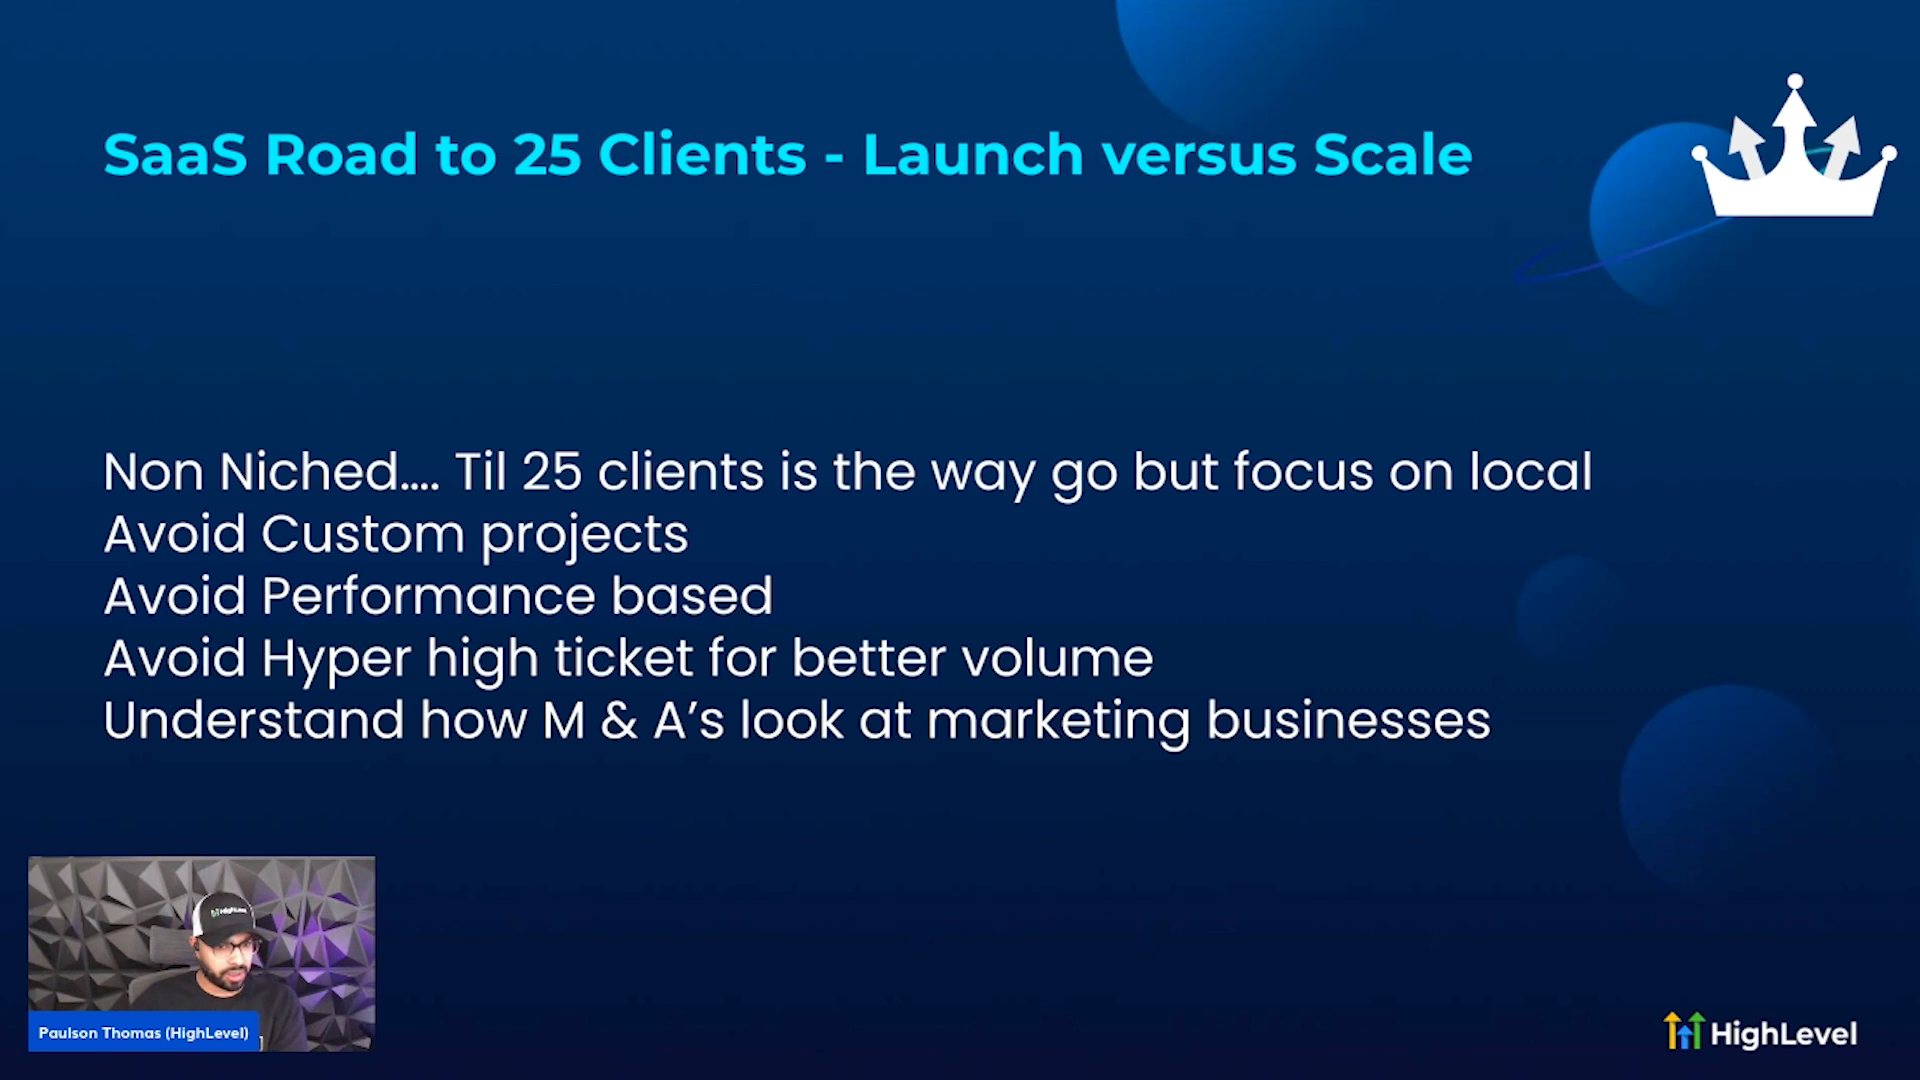 SaaS Road to 25 Clients - Launch versus Scale
Non Niched.... Til 25 clients is the way go but focus on local
Avoid Custom projects
Avoid Performance based
Avoid Hyper high ticket for better volume
Understand how M & A’s look at marketing businesses
HighLevel
Paulson Thomas (HighLevel)
HighLevel